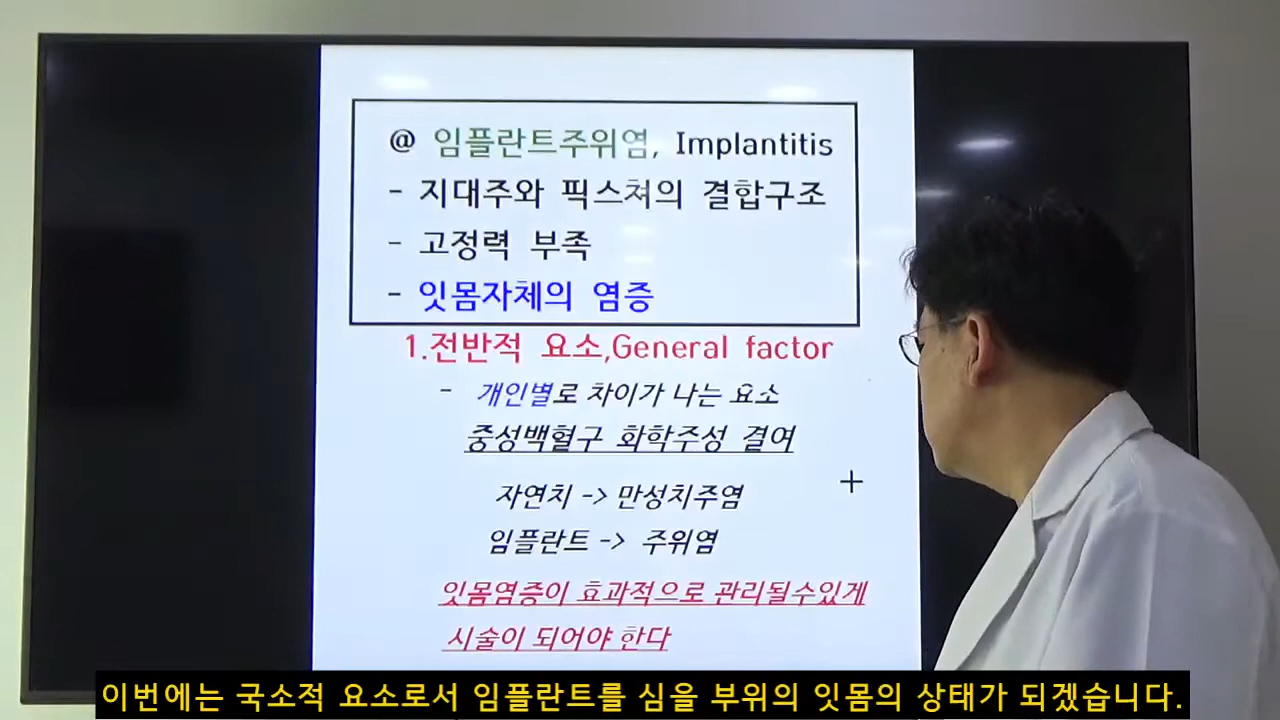 @ 임플란트주위염, Implantitis
- 지대주와 픽스쳐의 결합구조
- 고정력 부족
- 잇몸자체의 염증
1.전반적 요소,General factor
- 개인별로 차이가 나는 요소
중성백혈구 화학주성 결여
자연치 -> 만성치주염
임플란트 -> 주위염
잇몸염증이 효과적으로 관리될수있게
시술이 되어야 한다
이번에는 국소적 요소로서 임플란트를 심을 부위의 잇몸의 상태가 되겠습니다.